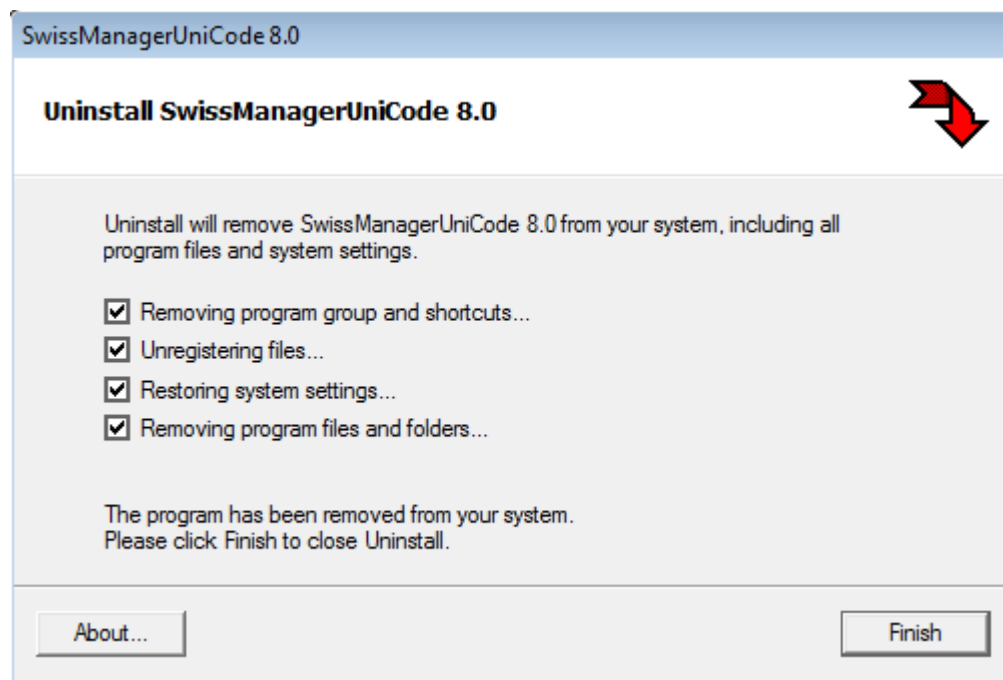 SwissManagerUniCode 8.0
Uninstall SwissManagerUniCode 8.0
Uninstall will remove SwissManagerUniCode 8.0 from your system, including all
program files and system settings.
Removing program group and shortcuts...
Unregistering files...
Restoring system settings...
Removing program files and folders...
The program has been removed from your system.
Please click Finish to close Uninstall.
About...
Finish